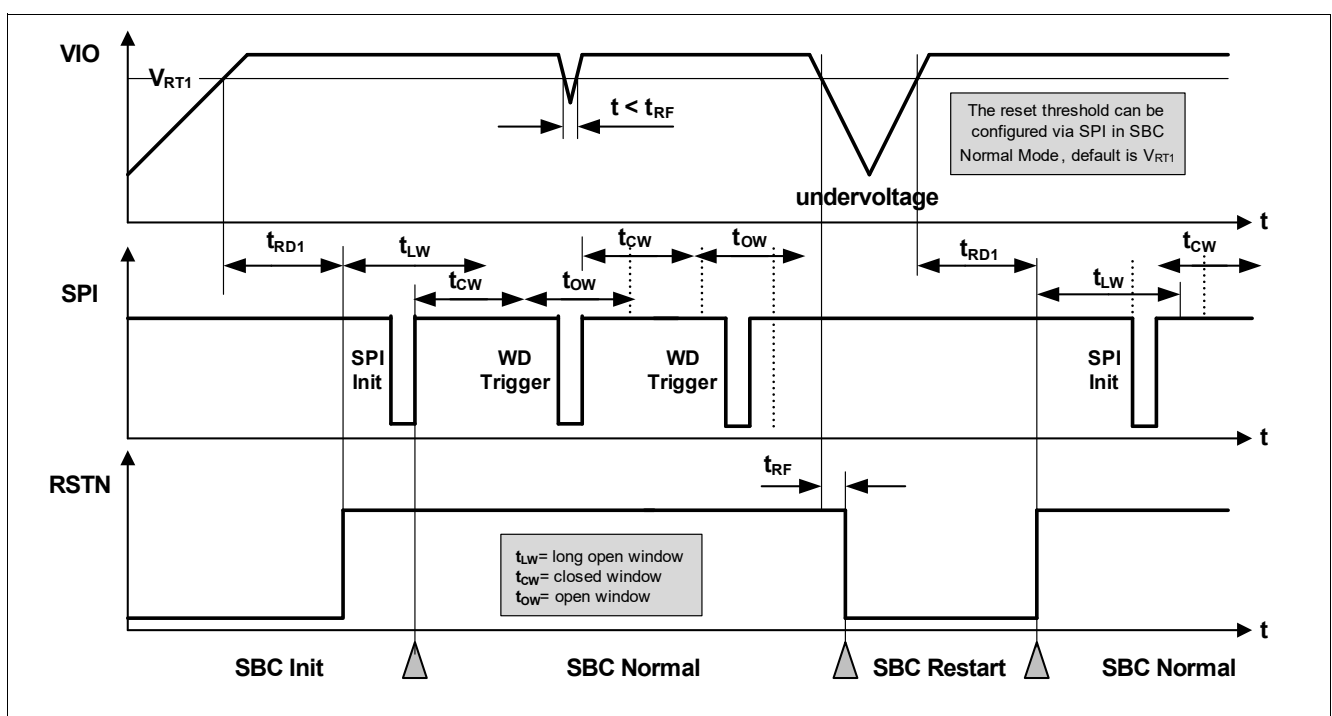 VIO
VRT1
t < tRF
The reset threshold can be
configured via SPI in SBC
Normal Mode, default is VRT1
undervoltage
t
tRD1
tLW
tCW
tOW
tCW
tOW
tRD1
tLW
tCW
SPI
SPI
Init
WD
Trigger
WD
Trigger
SPI
Init
t
RSTN
tRF
tLW= long open window
tCW= closed window
tOW= open window
t
SBC Init
SBC Normal
SBC Restart
SBC Normal